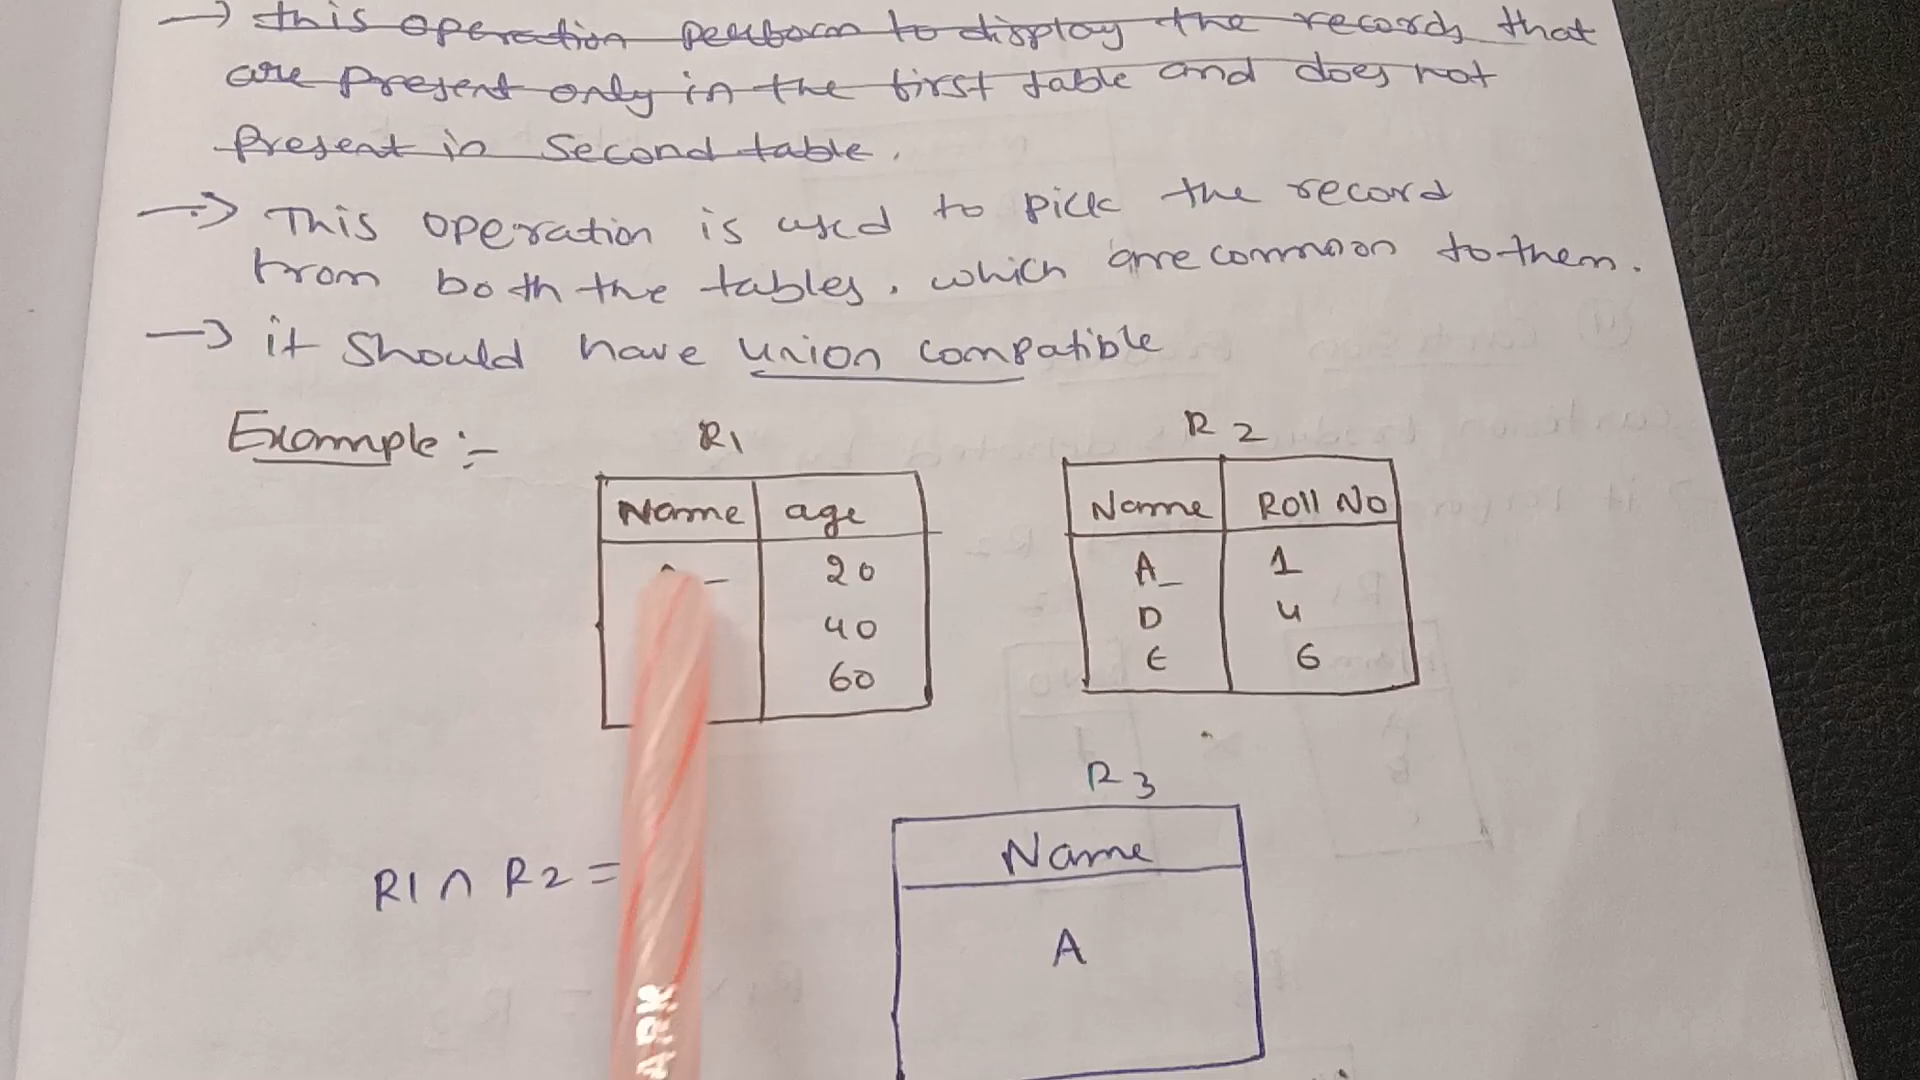 → this operation perform to display the records that
are present only in the first table and does not
present in second table.
→ This operation is used to pick the record
from both the tables. which are common to them.
→ it should have union compatible
Example :-
R1
R2
Name age
20
40
60
Name Roll No
A 1
D 4
E 6
R3
R1 ∩ R2 =
Name
A
ARK